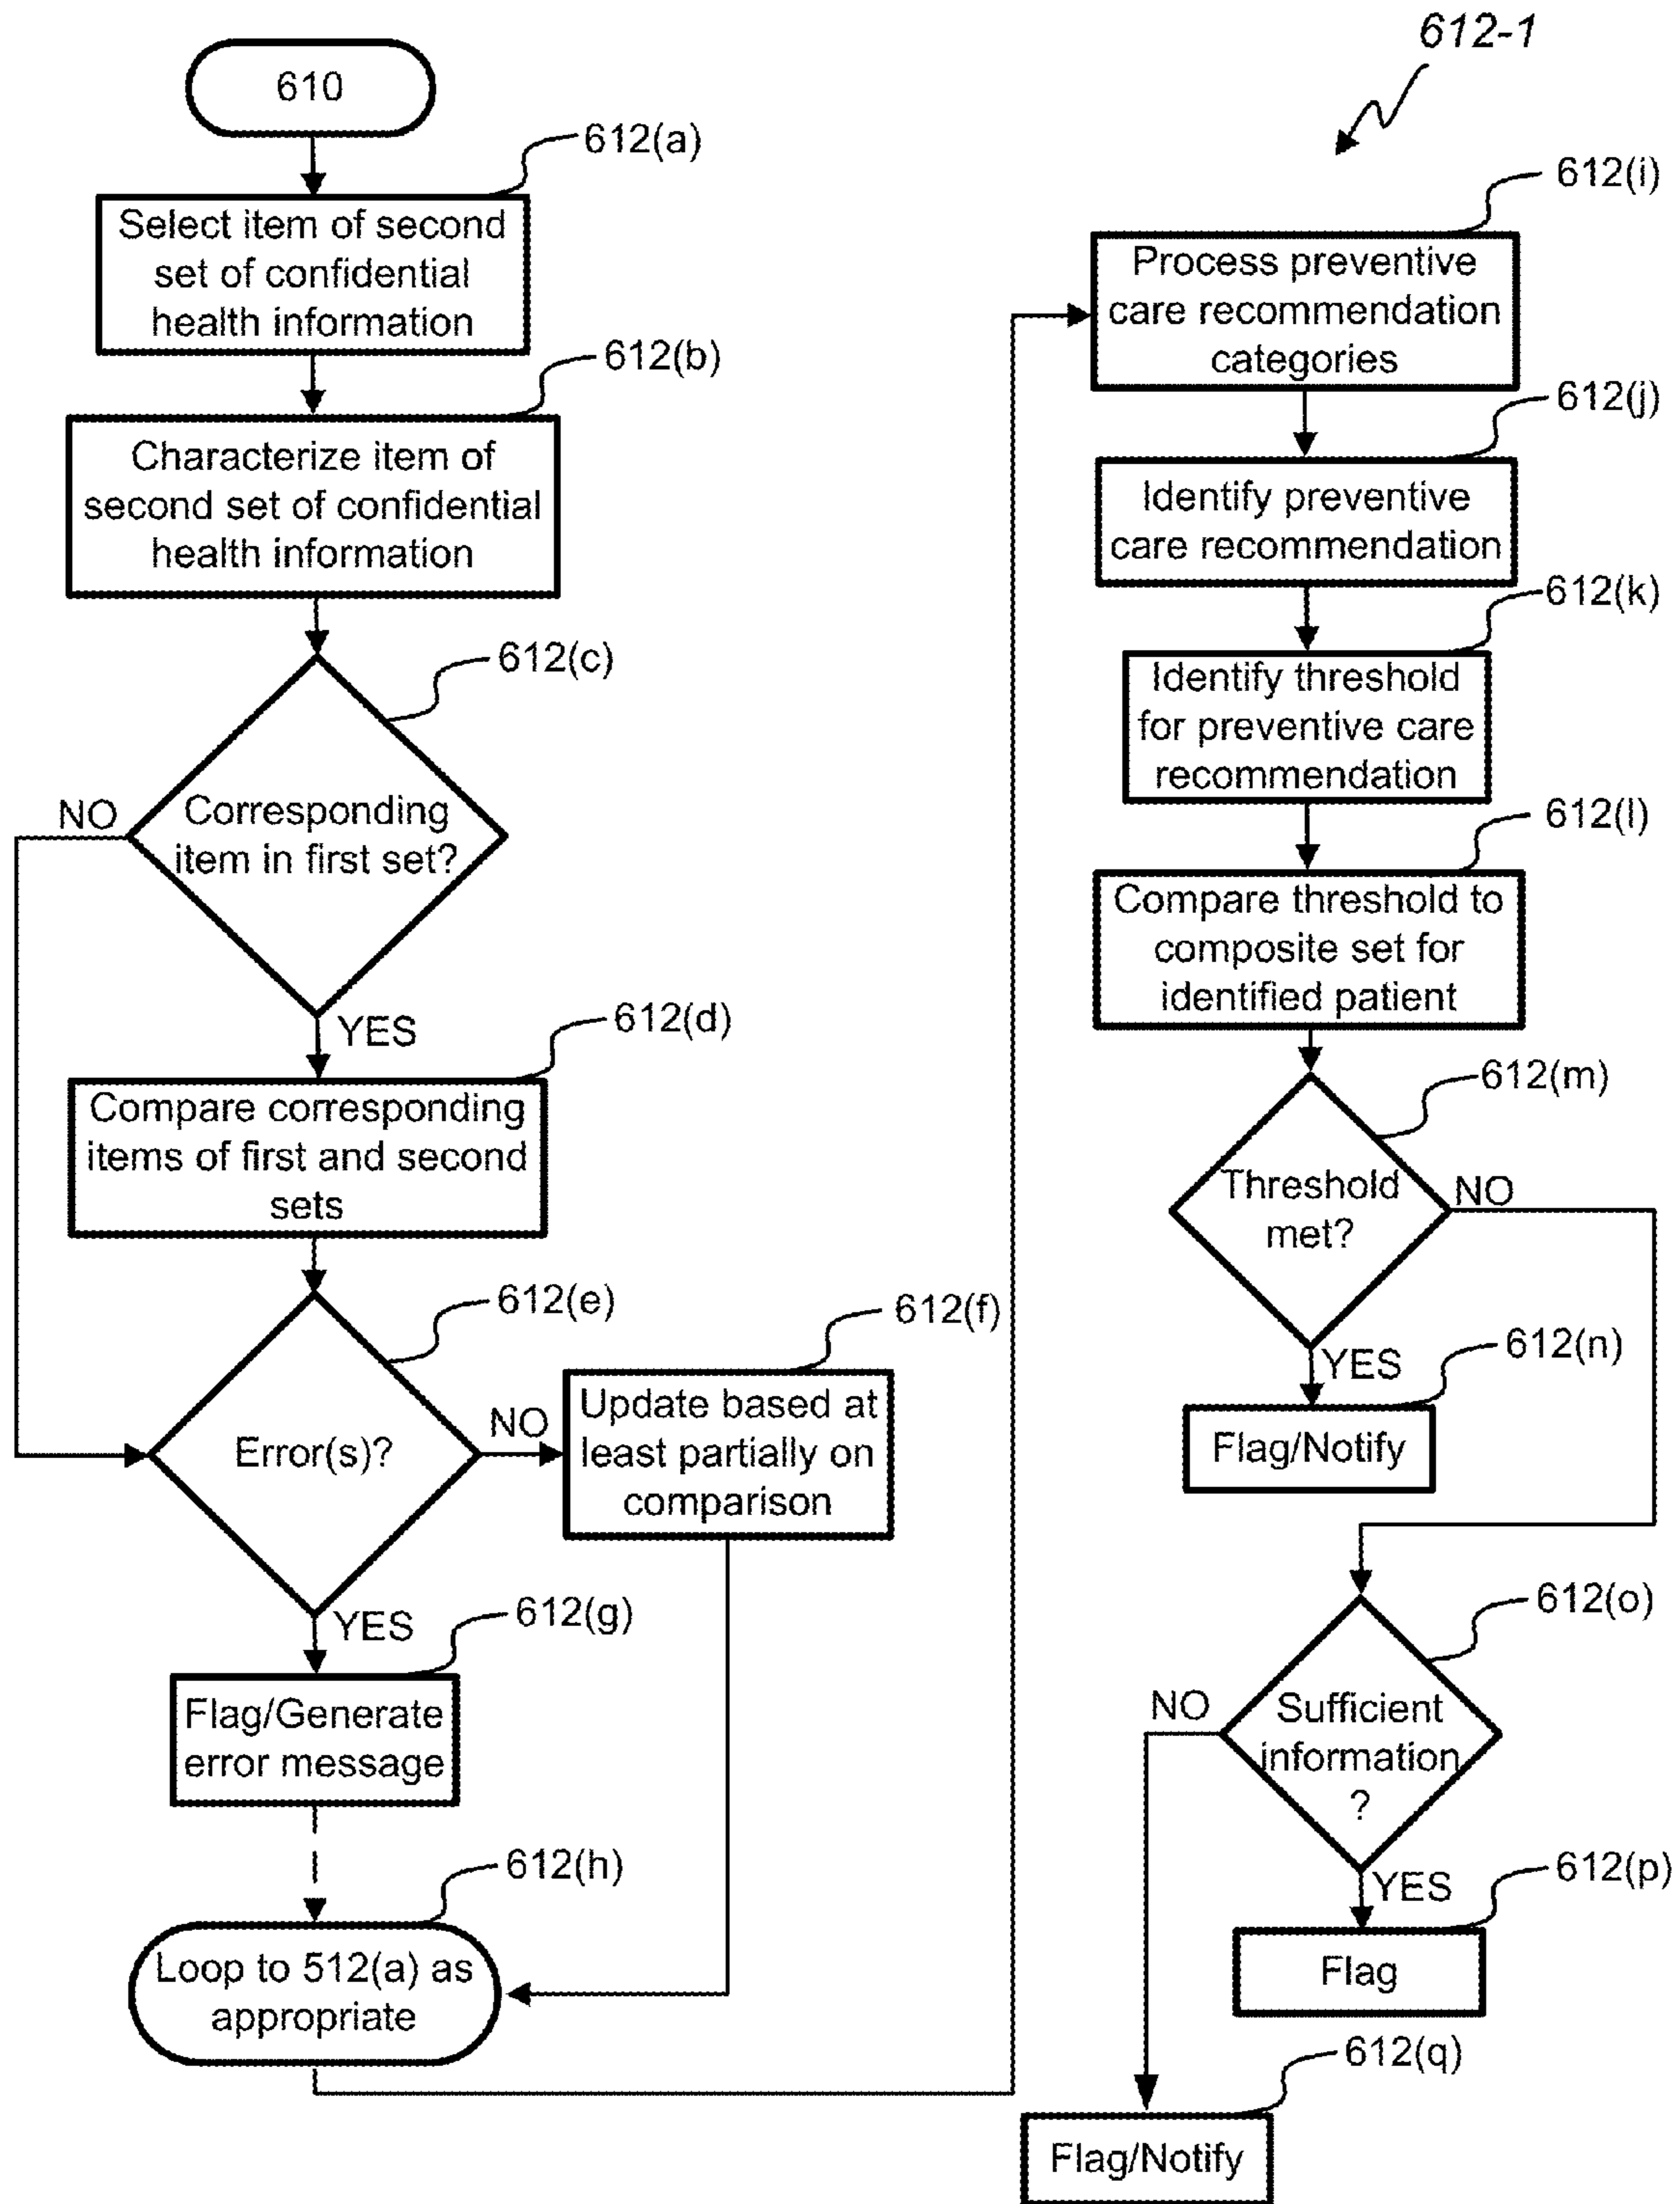 610
612(a)
Select item of second
set of confidential
health information
612(b)
Characterize item of
second set of confidential
health information
612(c)
Corresponding
item in first set?
NO
YES
612(d)
Compare corresponding
items of first and second
sets
612(e)
Error(s)?
NO
612(f)
Update based at
least partially on
comparison
YES
612(g)
Flag/Generate
error message
612(h)
Loop to 512(a) as
appropriate
612-1
612(i)
Process preventive
care recommendation
categories
612(j)
Identify preventive
care recommendation
612(k)
Identify threshold
for preventive care
recommendation
612(l)
Compare threshold to
composite set for
identified patient
612(m)
Threshold
met?
NO
YES
612(n)
Flag/Notify
612(o)
Sufficient
information
?
NO
YES
612(p)
Flag
612(q)
Flag/Notify